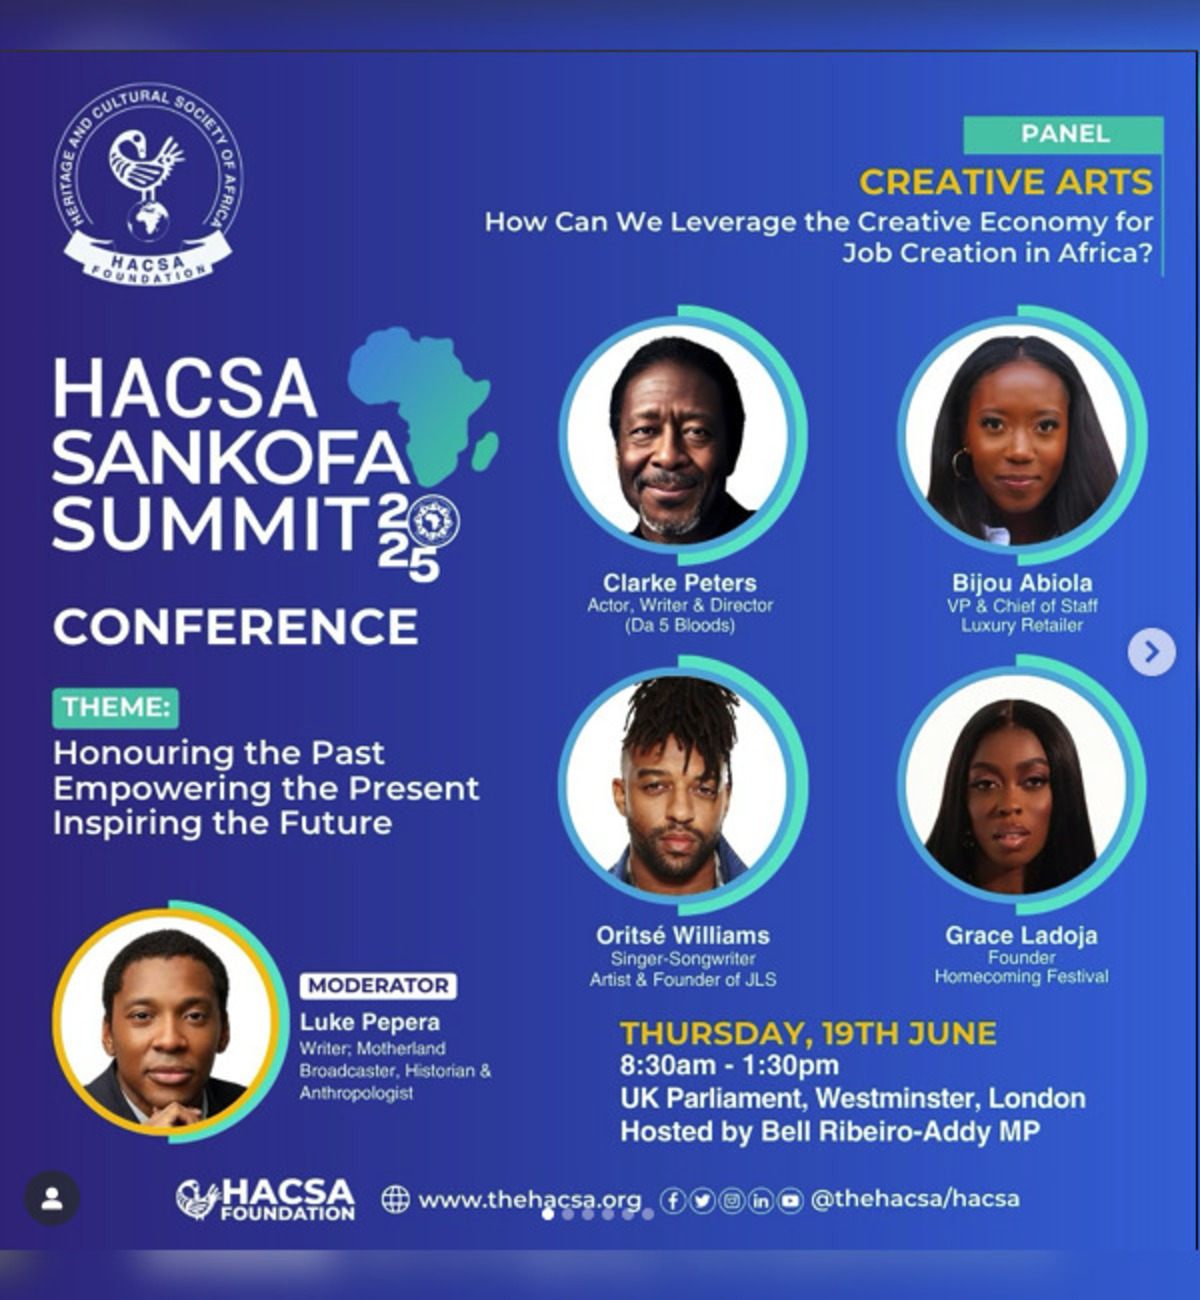 HERITAGE AND CULTURAL SOCIETY OF AFRICA
HACSA
FOUNDATION
PANEL
CREATIVE ARTS
How Can We Leverage the Creative Economy for
Job Creation in Africa?
HACSA
SANKOFA
SUMMIT 2025
CONFERENCE
THEME:
Honouring the Past
Empowering the Present
Inspiring the Future
Clarke Peters
Actor, Writer & Director
(Da 5 Bloods)
Bijou Abiola
VP & Chief of Staff
Luxury Retailer
Oritsé Williams
Singer-Songwriter
Artist & Founder of JLS
Grace Ladoja
Founder
Homecoming Festival
MODERATOR
Luke Pepera
Writer; Motherland
Broadcaster, Historian &
Anthropologist
THURSDAY, 19TH JUNE
8:30am - 1:30pm
UK Parliament, Westminster, London
Hosted by Bell Ribeiro-Addy MP
HACSA
FOUNDATION
www.thehacsa.org
@thehacsa/hacsa